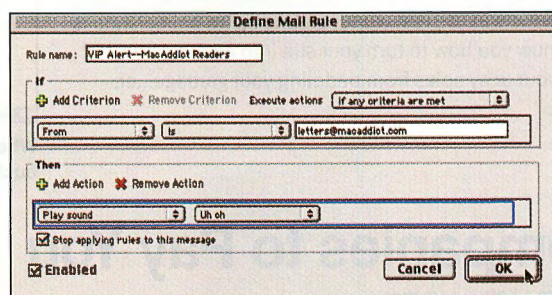 Define Mail Rule
Rule name: VIP Alert--MacAddict Readers
If
Add Criterion Remove Criterion Execute actions if any criteria are met
From Is letters@macaddict.com
Then
Add Action Remove Action
Play sound Uh oh
Stop applying rules to this message
Enabled Cancel OK